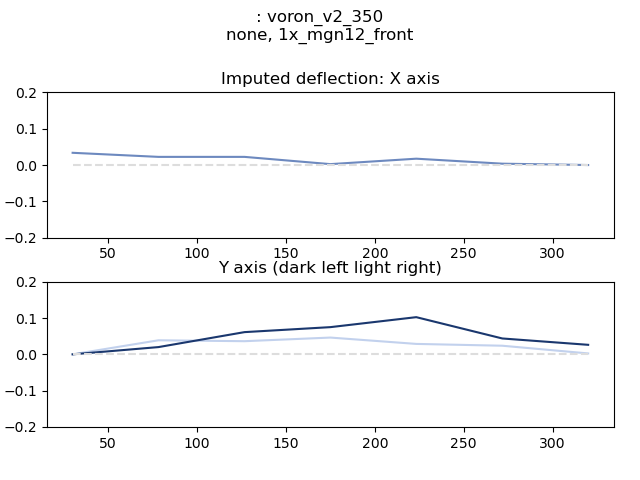 : voron_v2_350
none, 1x_mgn12_front
Imputed deflection: X axis
0.2
0.1
0.0
−0.1
−0.2
50 100 150 200 250 300
Y axis (dark left light right)
0.2
0.1
0.0
−0.1
−0.2
50 100 150 200 250 300